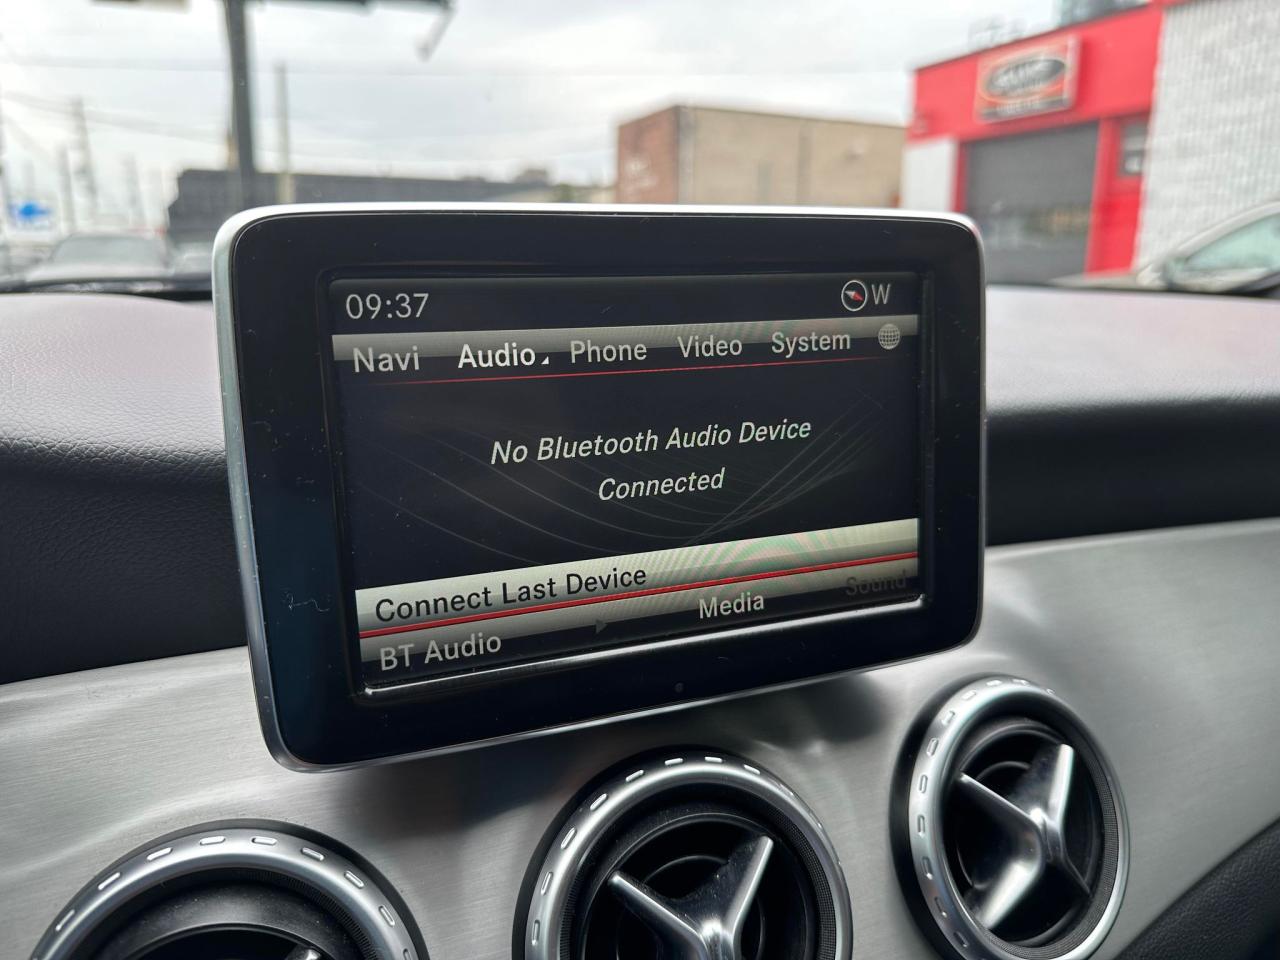 09:37
W
Navi Audio Phone Video System
No Bluetooth Audio Device
Connected
Connect Last Device
BT Audio Media Sound